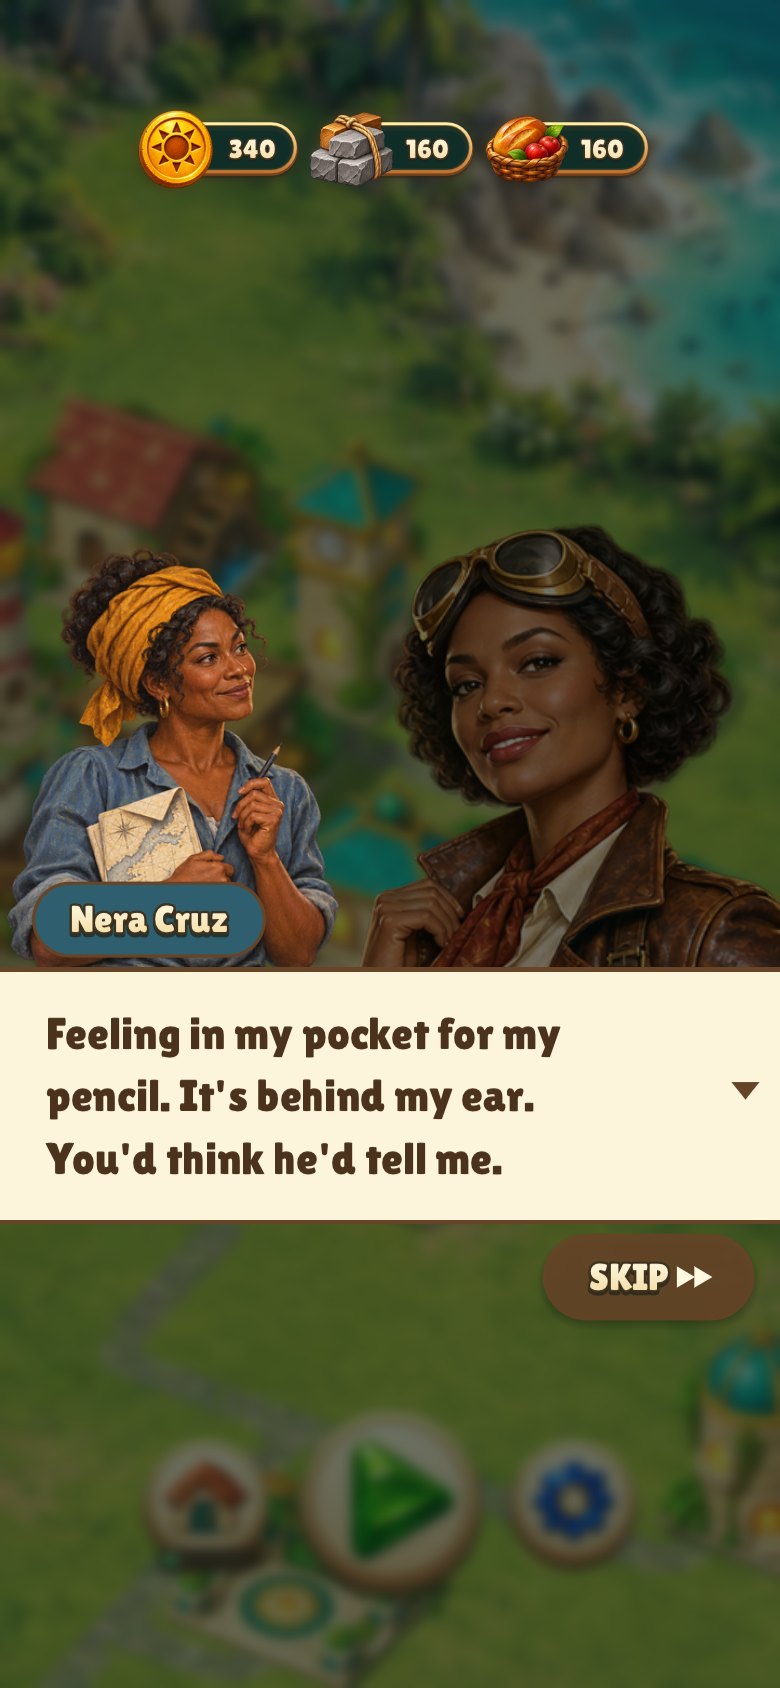 340 160 160
Nera Cruz
Feeling in my pocket for my
pencil. It's behind my ear.
You'd think he'd tell me.
SKIP